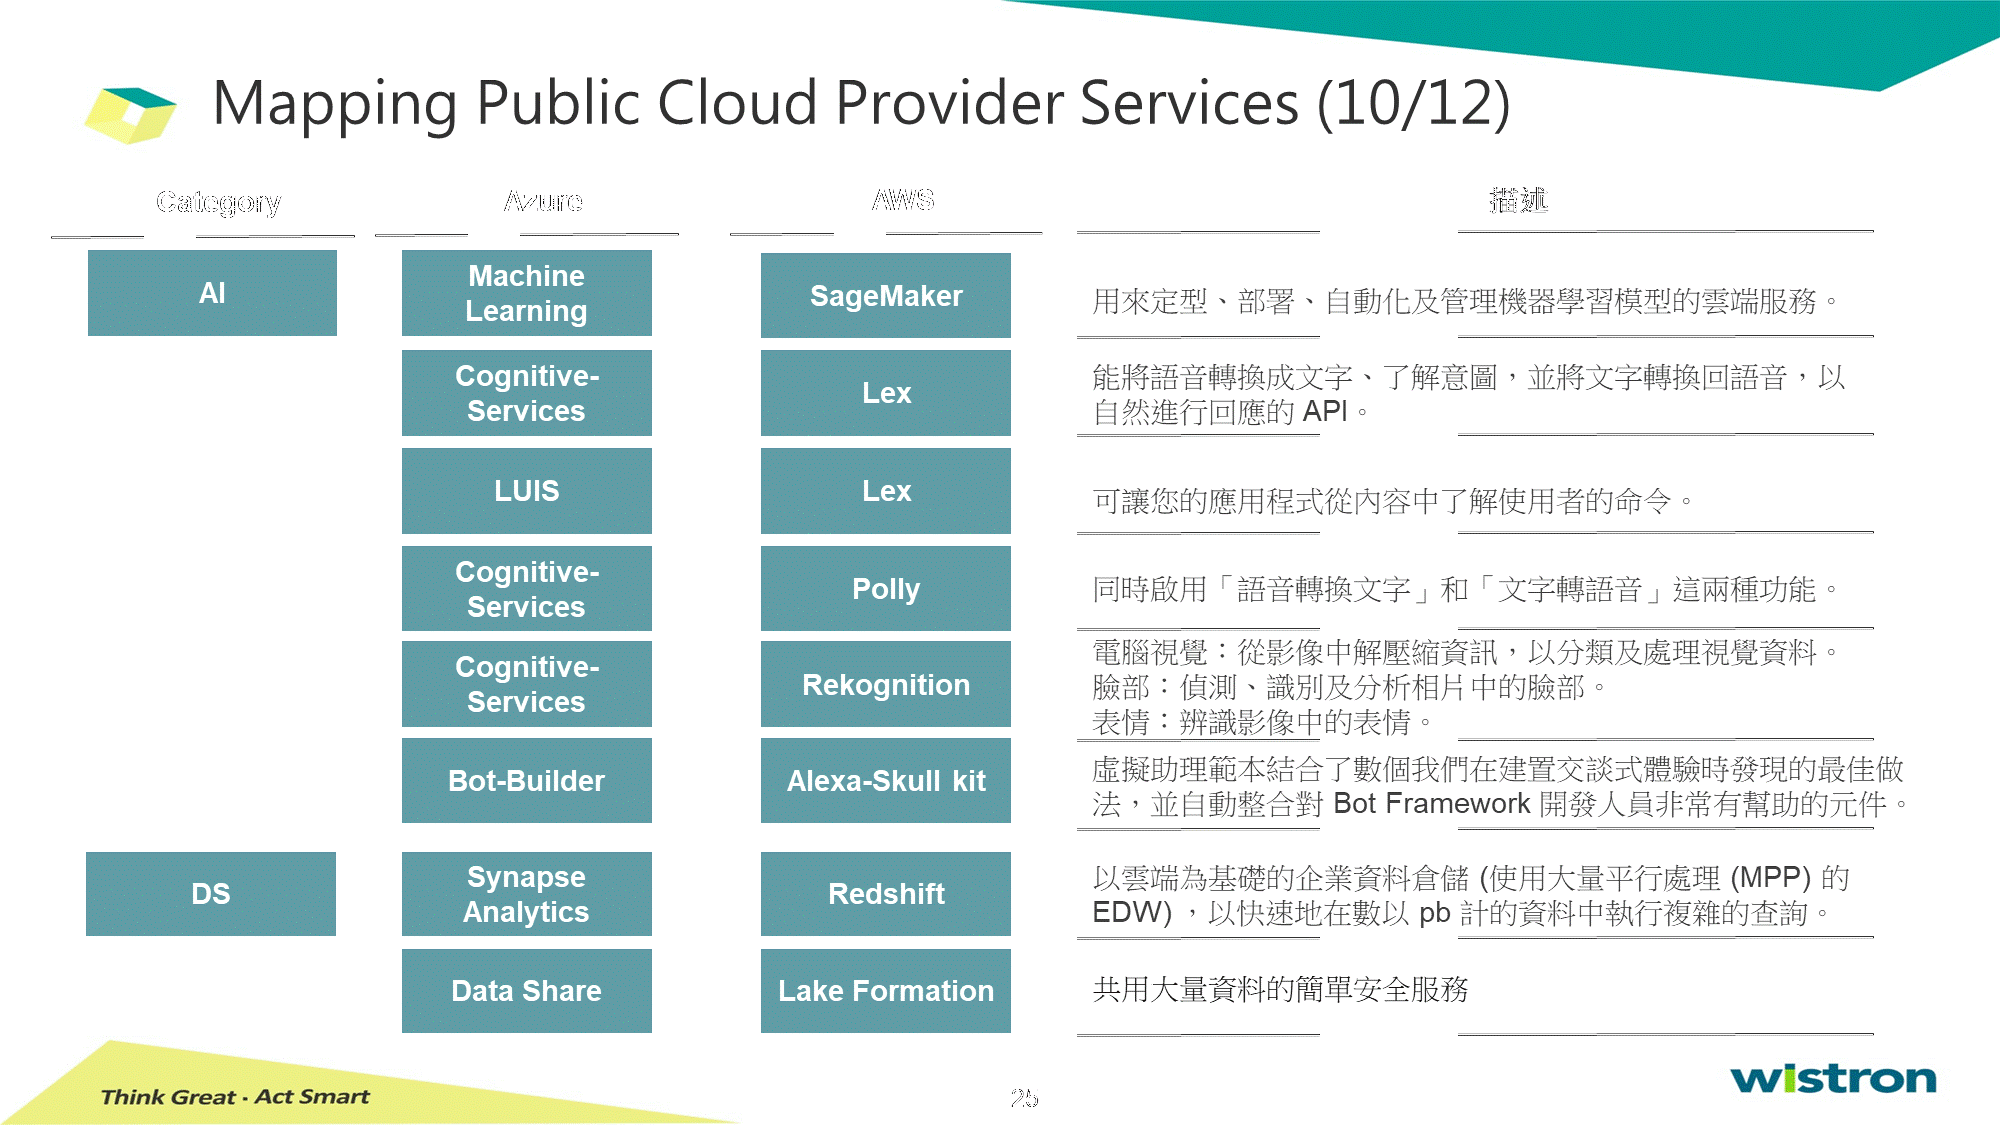 Mapping Public Cloud Provider Services (10/12)
Category
Azure
AWS
描述
AI
Machine
Learning
SageMaker
用來定型、部署、自動化及管理機器學習模型的雲端服務。
Cognitive-
Services
Lex
能將語音轉換成文字、了解意圖，並將文字轉換回語音，以
自然進行回應的 API。
LUIS
Lex
可讓您的應用程式從內容中了解使用者的命令。
Cognitive-
Services
Polly
同時啟用「語音轉換文字」和「文字轉語音」這兩種功能。
Cognitive-
Services
Rekognition
電腦視覺：從影像中解壓縮資訊，以分類及處理視覺資料。
臉部：偵測、識別及分析相片中的臉部。
表情：辨識影像中的表情。
Bot-Builder
Alexa-Skull kit
虛擬助理範本結合了數個我們在建置交談式體驗時發現的最佳做
法，並自動整合對 Bot Framework 開發人員非常有幫助的元件。
DS
Synapse
Analytics
Redshift
以雲端為基礎的企業資料倉儲 (使用大量平行處理 (MPP) 的
EDW)，以快速地在數以 pb 計的資料中執行複雜的查詢。
Data Share
Lake Formation
共用大量資料的簡單安全服務
Think Great · Act Smart
25
wistron